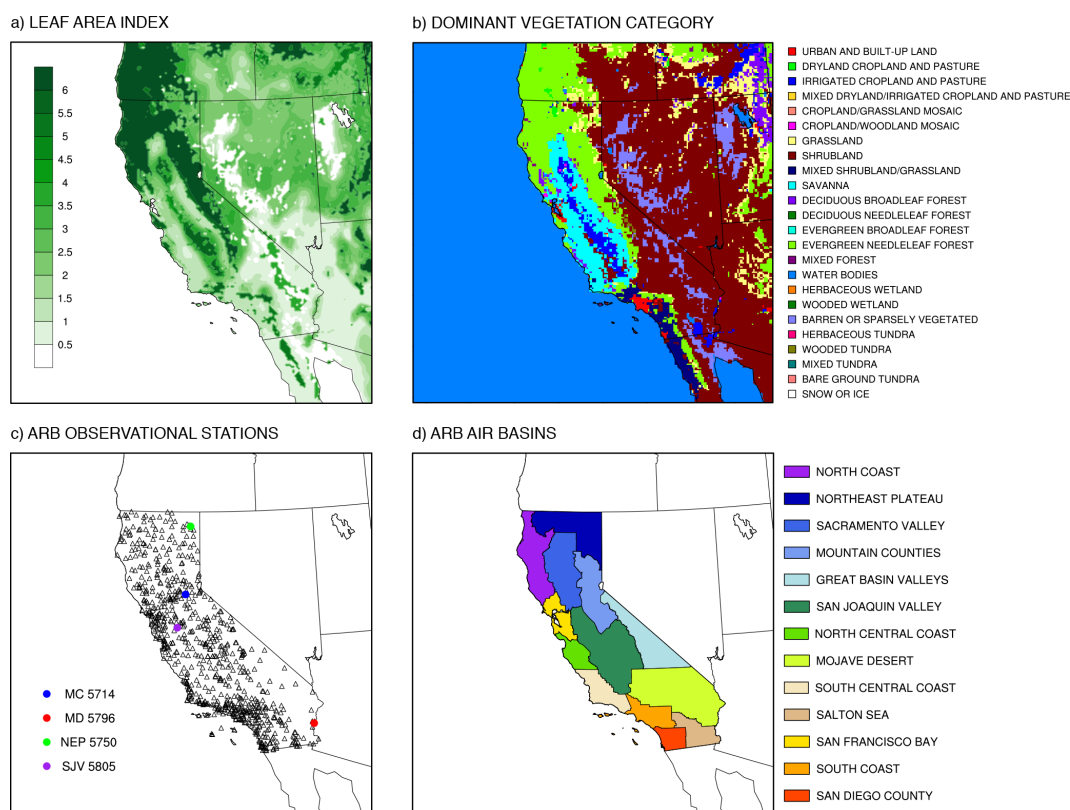 a) LEAF AREA INDEX
6
5.5
5
4.5
4
3.5
3
2.5
2
1.5
1
0.5
b) DOMINANT VEGETATION CATEGORY
URBAN AND BUILT-UP LAND
DRYLAND CROPLAND AND PASTURE
IRRIGATED CROPLAND AND PASTURE
MIXED DRYLAND/IRRIGATED CROPLAND AND PASTURE
CROPLAND/GRASSLAND MOSAIC
CROPLAND/WOODLAND MOSAIC
GRASSLAND
SHRUBLAND
MIXED SHRUBLAND/GRASSLAND
SAVANNA
DECIDUOUS BROADLEAF FOREST
DECIDUOUS NEEDLELEAF FOREST
EVERGREEN BROADLEAF FOREST
EVERGREEN NEEDLELEAF FOREST
MIXED FOREST
WATER BODIES
HERBACEOUS WETLAND
WOODED WETLAND
BARREN OR SPARSELY VEGETATED
HERBACEOUS TUNDRA
WOODED TUNDRA
MIXED TUNDRA
BARE GROUND TUNDRA
SNOW OR ICE
c) ARB OBSERVATIONAL STATIONS
MC 5714
MD 5796
NEP 5750
SJV 5805
d) ARB AIR BASINS
NORTH COAST
NORTHEAST PLATEAU
SACRAMENTO VALLEY
MOUNTAIN COUNTIES
GREAT BASIN VALLEYS
SAN JOAQUIN VALLEY
NORTH CENTRAL COAST
MOJAVE DESERT
SOUTH CENTRAL COAST
SALTON SEA
SAN FRANCISCO BAY
SOUTH COAST
SAN DIEGO COUNTY